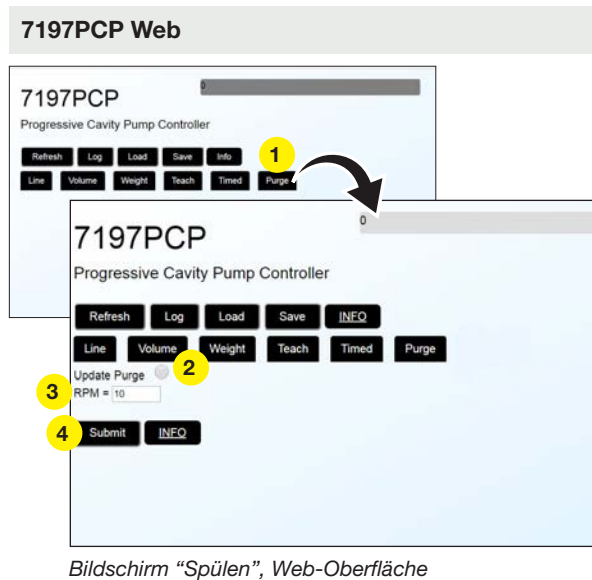 7197PCP Web
0
7197PCP
Progressive Cavity Pump Controller
Refresh Log Load Save Info
1
Line Volume Weight Teach Timed Purge
0
7197PCP
Progressive Cavity Pump Controller
Refresh Log Load Save INFO
Line Volume Weight Teach Timed Purge
Update Purge 2
3 RPM = 10
4 Submit INFO
Bildschirm “Spülen”, Web-Oberfläche